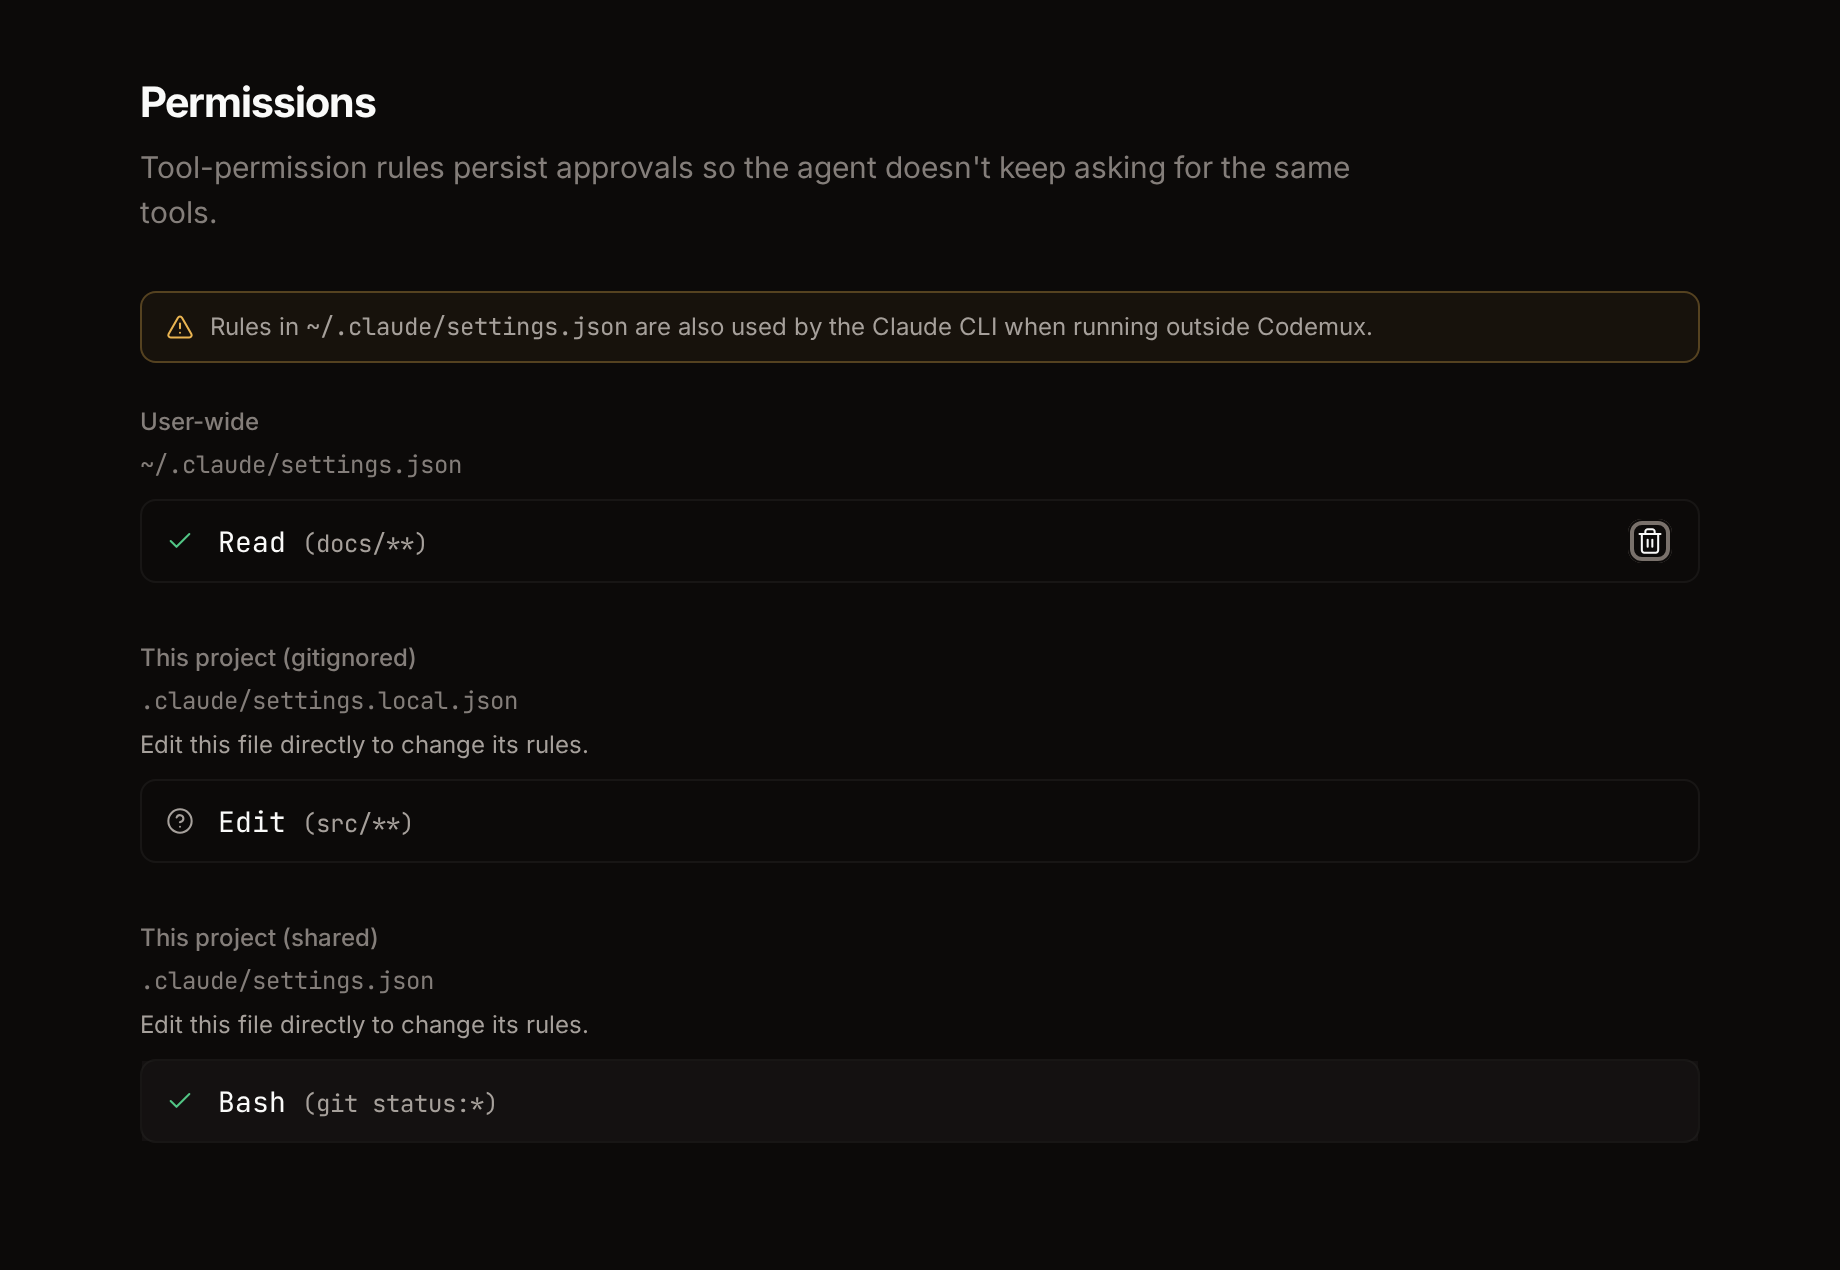 Permissions
Tool-permission rules persist approvals so the agent doesn't keep asking for the same
tools.
Rules in ~/.claude/settings.json are also used by the Claude CLI when running outside Codemux.
User-wide
~/.claude/settings.json
Read (docs/**)
This project (gitignored)
.claude/settings.local.json
Edit this file directly to change its rules.
Edit (src/**)
This project (shared)
.claude/settings.json
Edit this file directly to change its rules.
Bash (git status:*)